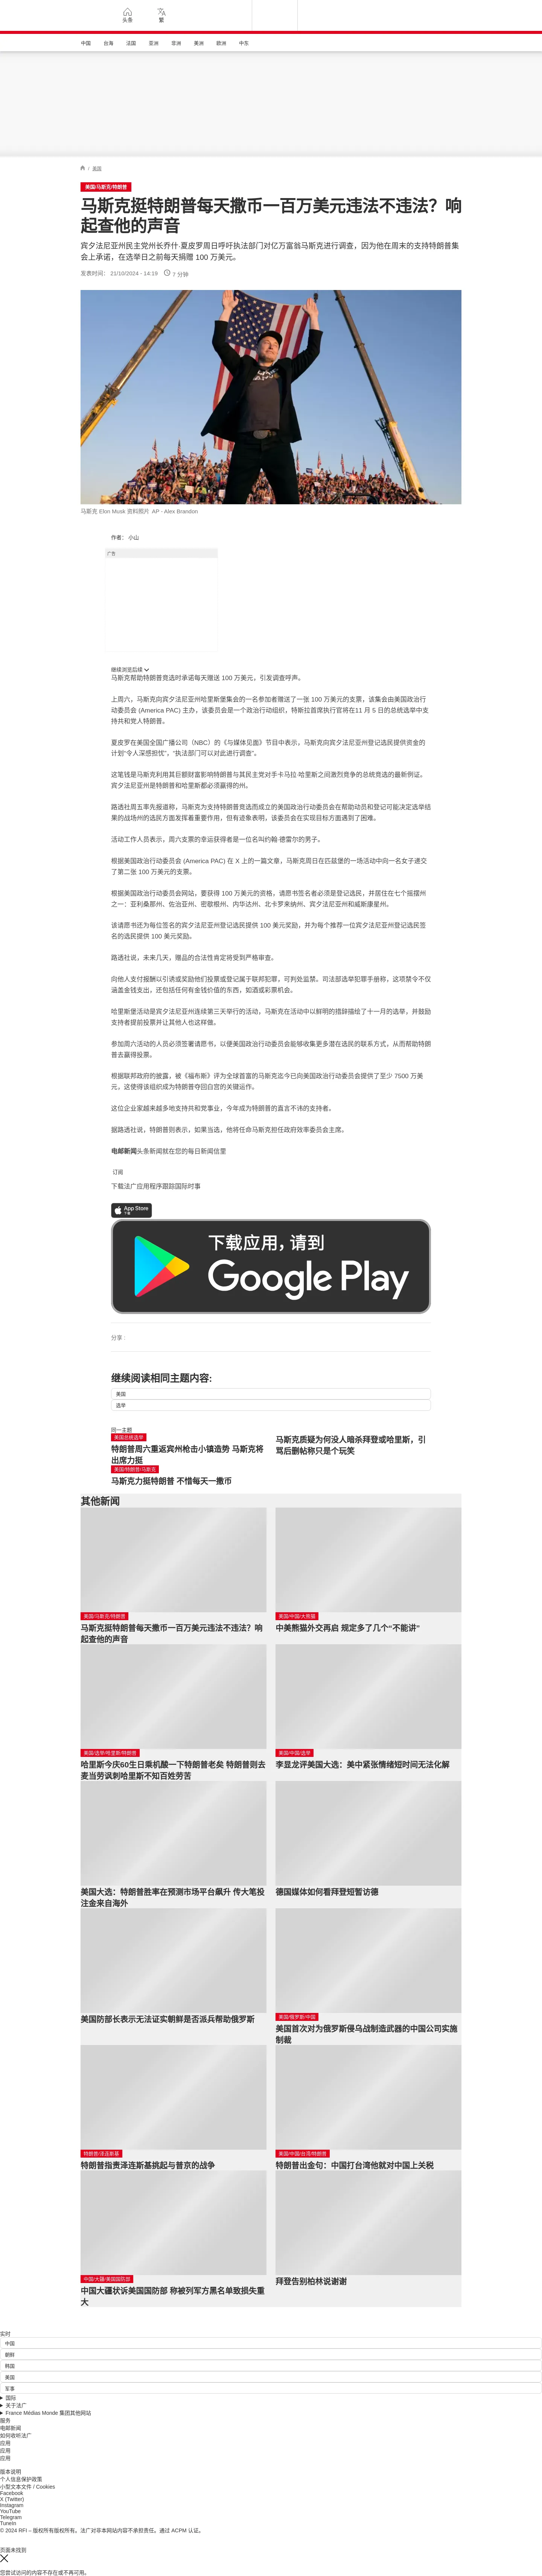 头条
繁
中国
台海
法国
亚洲
非洲
美洲
欧洲
中东
/ 美国
美国/马斯克/特朗普
马斯克挺特朗普每天撒币一百万美元违法不违法？响
起查他的声音
宾夕法尼亚州民主党州长乔什·夏皮罗周日呼吁执法部门对亿万富翁马斯克进行调查，因为他在周末的支持特朗普集
会上承诺，在选举日之前每天捐赠 100 万美元。
发表时间： 21/10/2024 - 14:19
7 分钟
马斯克 Elon Musk 资料照片 AP - Alex Brandon
作者： 小山
广告
继续浏览后续
马斯克帮助特朗普竞选时承诺每天赠送 100 万美元，引发调查呼声。
上周六，马斯克向宾夕法尼亚州哈里斯堡集会的一名参加者赠送了一张 100 万美元的支票，该集会由美国政治行
动委员会 (America PAC) 主办，该委员会是一个政治行动组织，特斯拉首席执行官将在11 月 5 日的总统选举中支
持共和党人特朗普。
夏皮罗在美国全国广播公司（NBC）的《与媒体见面》节目中表示，马斯克向宾夕法尼亚州登记选民提供资金的
计划“令人深感担忧”，“执法部门可以对此进行调查”。
这笔钱是马斯克利用其巨额财富影响特朗普与其民主党对手卡马拉·哈里斯之间激烈竞争的总统竞选的最新例证。
宾夕法尼亚州是特朗普和哈里斯都必须赢得的州。
路透社周五率先报道称，马斯克为支持特朗普竞选而成立的美国政治行动委员会在帮助动员和登记可能决定选举结
果的战场州的选民方面发挥着重要作用，但有迹象表明，该委员会在实现目标方面遇到了困难。
活动工作人员表示，周六支票的幸运获得者是一位名叫约翰·德雷尔的男子。
根据美国政治行动委员会 (America PAC) 在 X 上的一篇文章，马斯克周日在匹兹堡的一场活动中向一名女子递交
了第二张 100 万美元的支票。
根据美国政治行动委员会网站，要获得 100 万美元的资格，请愿书签名者必须是登记选民，并居住在七个摇摆州
之一：亚利桑那州、佐治亚州、密歇根州、内华达州、北卡罗来纳州、宾夕法尼亚州和威斯康星州。
该请愿书还为每位签名的宾夕法尼亚州登记选民提供 100 美元奖励，并为每个推荐一位宾夕法尼亚州登记选民签
名的选民提供 100 美元奖励。
路透社说，未来几天，赠品的合法性肯定将受到严格审查。
向他人支付报酬以引诱或奖励他们投票或登记属于联邦犯罪，可判处监禁。司法部选举犯罪手册称，这项禁令不仅
涵盖金钱支出，还包括任何有金钱价值的东西，如酒或彩票机会。
哈里斯堡活动是宾夕法尼亚州连续第三天举行的活动，马斯克在活动中以鲜明的措辞描绘了十一月的选举，并鼓励
支持者提前投票并让其他人也这样做。
参加周六活动的人员必须签署请愿书，以便美国政治行动委员会能够收集更多潜在选民的联系方式，从而帮助特朗
普去赢得投票。
根据联邦政府的披露，被《福布斯》评为全球首富的马斯克迄今已向美国政治行动委员会提供了至少 7500 万美
元，这使得该组织成为特朗普夺回白宫的关键运作。
这位企业家越来越多地支持共和党事业，今年成为特朗普的直言不讳的支持者。
据路透社说，特朗普则表示，如果当选，他将任命马斯克担任政府效率委员会主席。
电邮新闻头条新闻就在您的每日新闻信里
订阅
下载法广应用程序跟踪国际时事
App Store
下载
下载应用，请到
Google Play
分享 :
继续阅读相同主题内容:
美国
选举
同一主题
美国总统选举
特朗普周六重返宾州枪击小镇造势 马斯克将
出席力挺
马斯克质疑为何没人暗杀拜登或哈里斯，引
骂后删帖称只是个玩笑
美国/特朗普/马斯克
马斯克力挺特朗普 不惜每天一撒币
其他新闻
美国/马斯克/特朗普
马斯克挺特朗普每天撒币一百万美元违法不违法？响
起查他的声音
美国/中国/大熊猫
中美熊猫外交再启 规定多了几个“不能讲”
美国/选举/哈里斯/特朗普
哈里斯今庆60生日乘机酸一下特朗普老矣 特朗普则去
麦当劳讽刺哈里斯不知百姓劳苦
美国/中国/选举
李显龙评美国大选：美中紧张情绪短时间无法化解
美国大选：特朗普胜率在预测市场平台飙升 传大笔投
注金来自海外
德国媒体如何看拜登短暂访德
美国防部长表示无法证实朝鲜是否派兵帮助俄罗斯
美国/俄罗斯/中国
美国首次对为俄罗斯侵乌战制造武器的中国公司实施
制裁
特朗普/泽连斯基
特朗普指责泽连斯基挑起与普京的战争
美国/中国/台湾/特朗普
特朗普出金句：中国打台湾他就对中国上关税
中国/大疆/美国国防部
中国大疆状诉美国国防部 称被列军方黑名单致损失重
大
拜登告别柏林说谢谢
实时
中国
朝鲜
韩国
美国
军事
国际
关于法广
France Médias Monde 集团其他网站
服务
电邮新闻
如何收听法广
应用
应用
应用
版本说明
个人信息保护政策
小型文本文件 / Cookies
Facebook
X (Twitter)
Instagram
YouTube
Telegram
TuneIn
© 2024 RFI – 版权所有版权所有。法广对非本网站内容不承担责任。通过 ACPM 认证。
页面未找到
您尝试访问的内容不存在或不再可用。